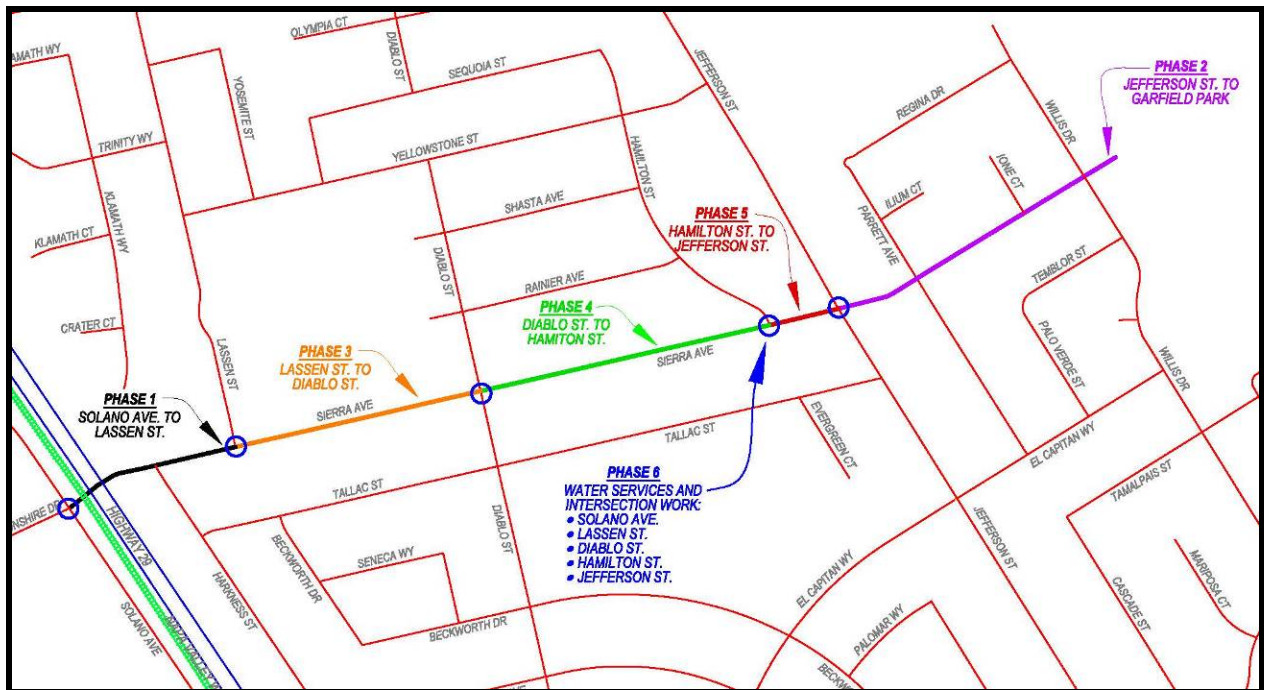 OLYMPIA CT
DIABLO ST
SEQUOIA ST
JEFFERSON ST
AMATH WY
YOSEMITE ST
TRINITY WY
YELLOWSTONE ST
HAMILTON ST
REGINA DR
WILLIS DR
PHASE 2
JEFFERSON ST. TO
GARFIELD PARK
IONE CT
ILIUM CT
PARRETT AVE
KLAMATH WY
KLAMATH CT
SHASTA AVE
DIABLO ST
RAINIER AVE
PHASE 5
HAMILTON ST. TO
JEFFERSON ST.
TEMBLOR ST
PALO VERDE ST
WILLIS DR
CRATER CT
LASSEN ST
PHASE 4
DIABLO ST. TO
HAMITON ST.
SIERRA AVE
PHASE 3
LASSEN ST. TO
DIABLO ST.
SIERRA AVE
PHASE 1
SOLANO AVE. TO
LASSEN ST.
TALLAC ST
EVERGREEN CT
EL CAPITAN WY
TAMALPAIS ST
PHASE 6
WATER SERVICES AND
INTERSECTION WORK:
• SOLANO AVE.
• LASSEN ST.
• DIABLO ST.
• HAMILTON ST.
• JEFFERSON ST.
TALLAC ST
DIABLO ST
JEFFERSON ST
NSHIRE DR
HIGHWAY 29
BECKWORTH DR
SENECA WY
HARKNESS ST
SOLANO AVE
NAPA VALLEY
BECKWORTH DR
EL CAPITAN WY
PALOMAR WY
CASCADE ST
MARIPOSA CT
BECKWO